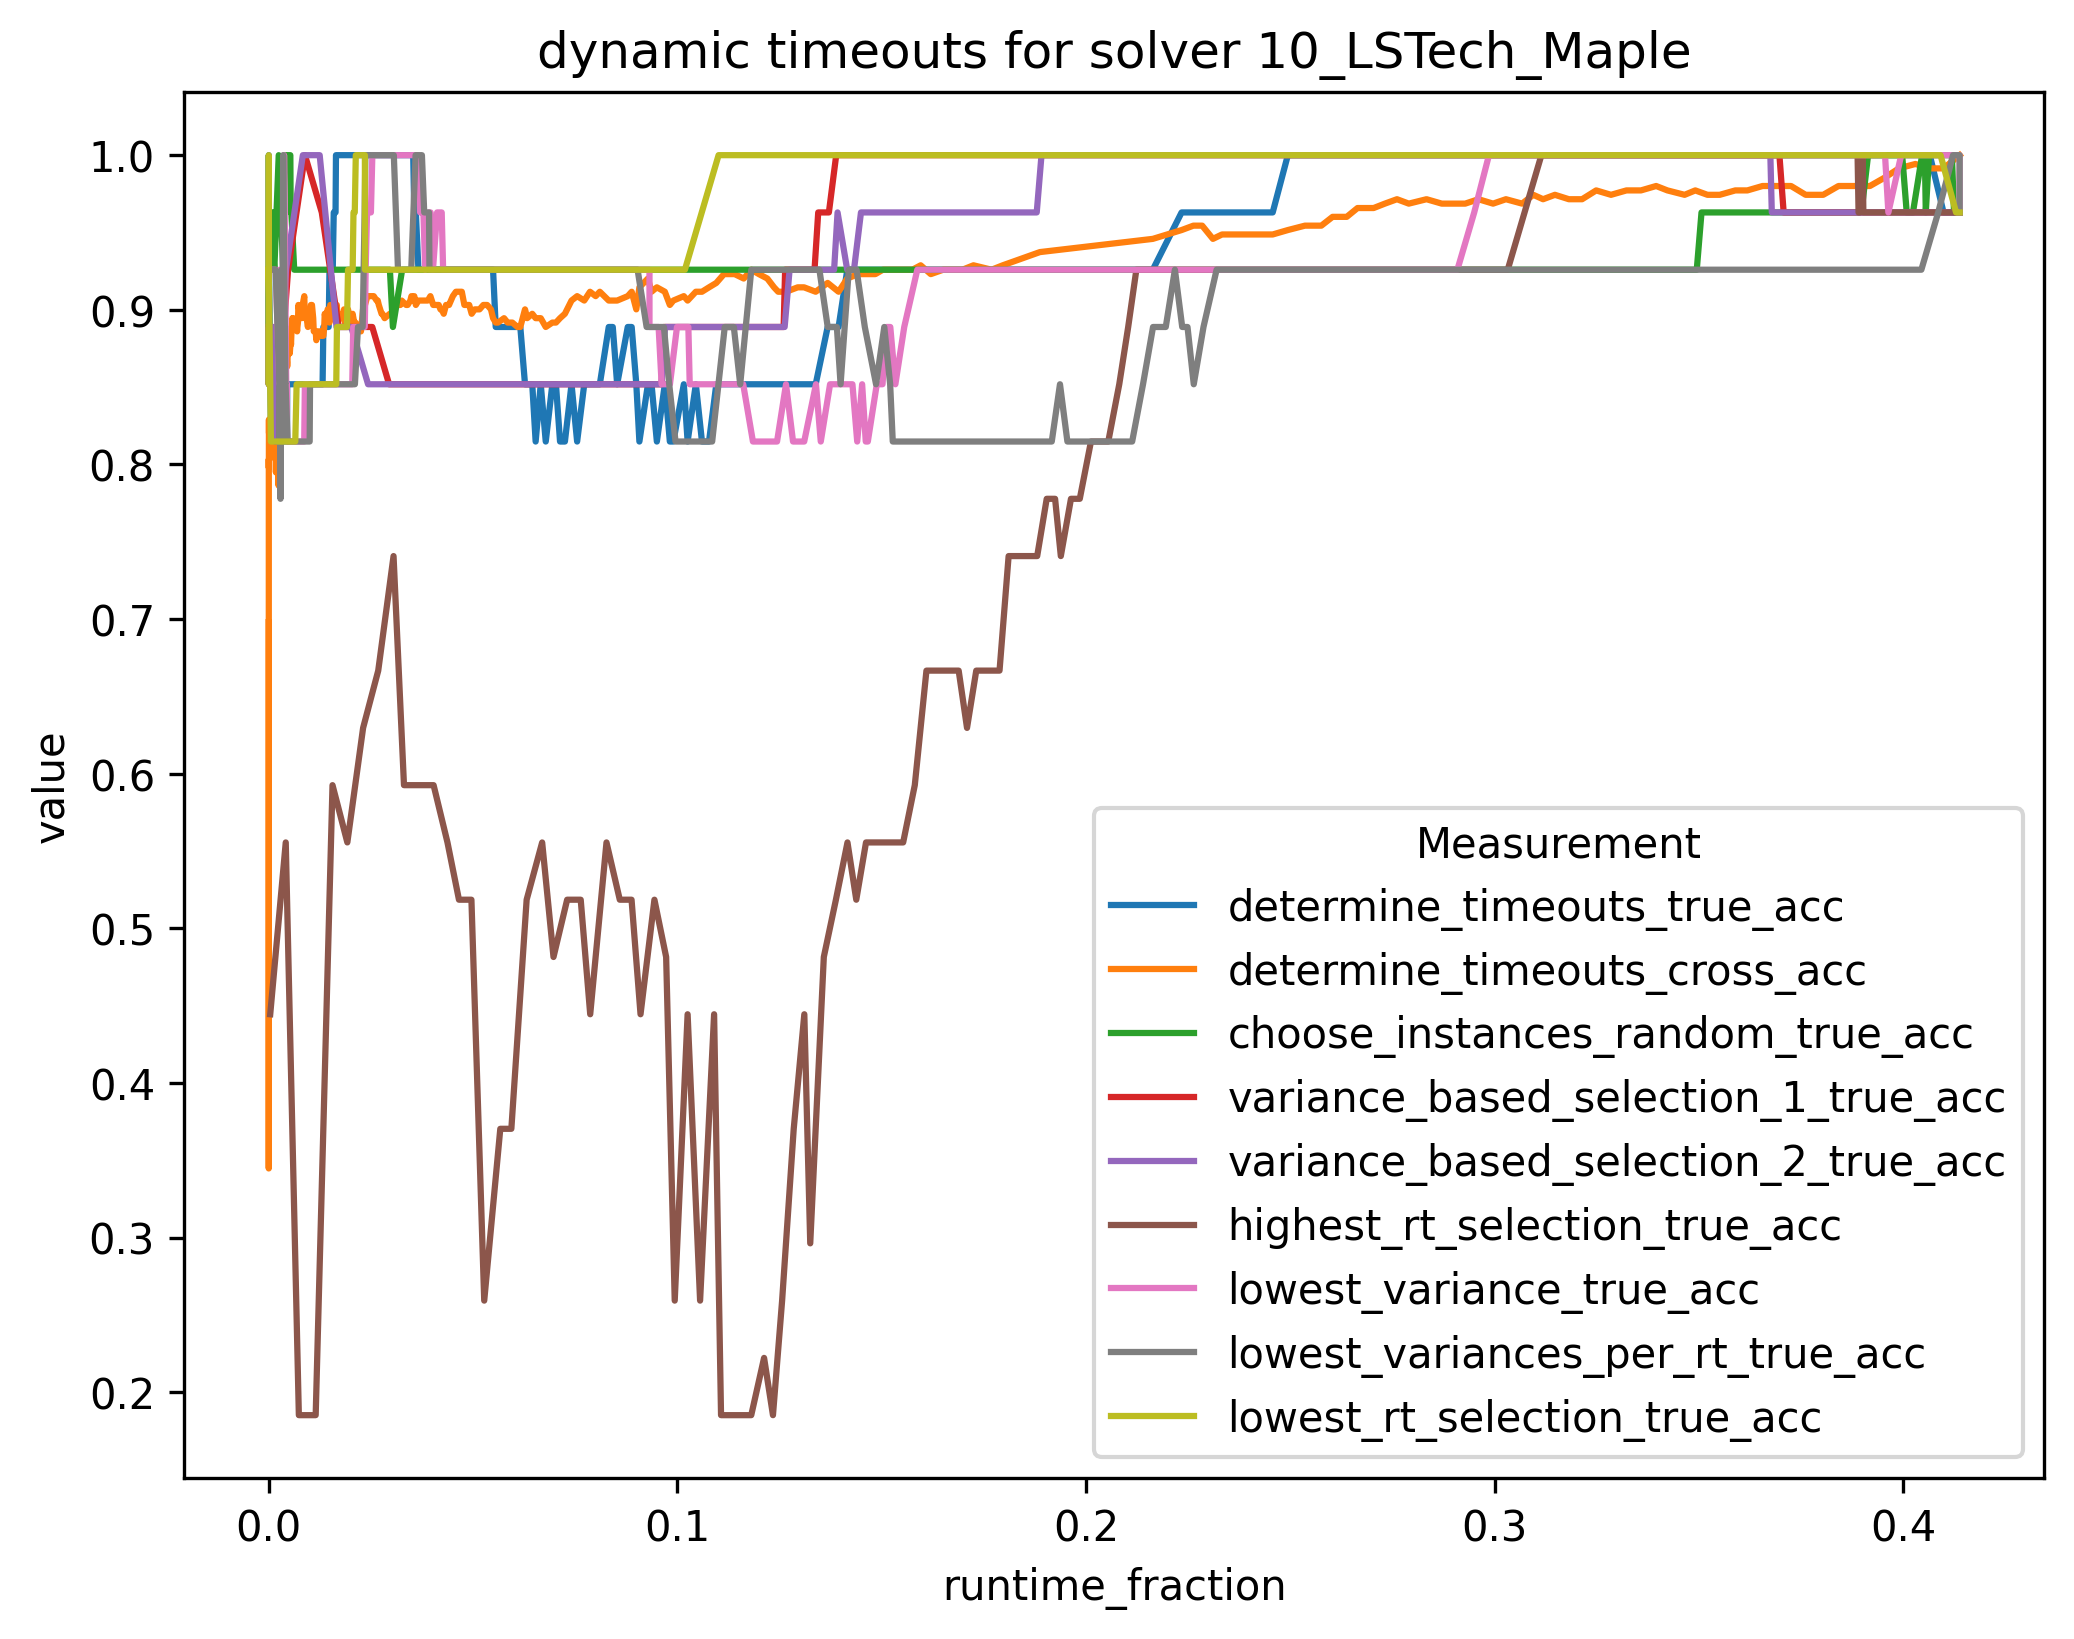 dynamic timeouts for solver 10_LSTech_Maple
1.0
0.9
0.8
0.7
0.6
0.5
0.4
0.3
0.2
value
Measurement
determine_timeouts_true_acc
determine_timeouts_cross_acc
choose_instances_random_true_acc
variance_based_selection_1_true_acc
variance_based_selection_2_true_acc
highest_rt_selection_true_acc
lowest_variance_true_acc
lowest_variances_per_rt_true_acc
lowest_rt_selection_true_acc
0.0 0.1 0.2 0.3 0.4
runtime_fraction